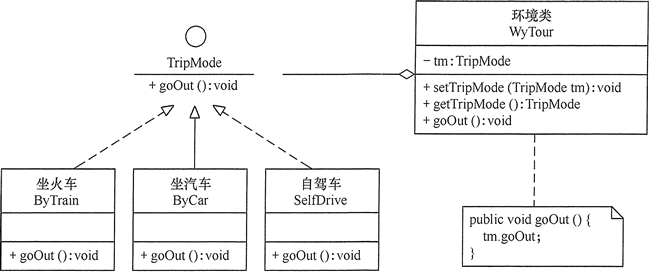 TripMode
+ goOut ():void
环境类
WyTour
− tm:TripMode
+ setTripMode (TripMode tm):void
+ getTripMode ():TripMode
+ goOut ():void
坐火车
ByTrain
+ goOut ():void
坐汽车
ByCar
+ goOut ():void
自驾车
SelfDrive
+ goOut ():void
public void goOut () {
tm.goOut;
}